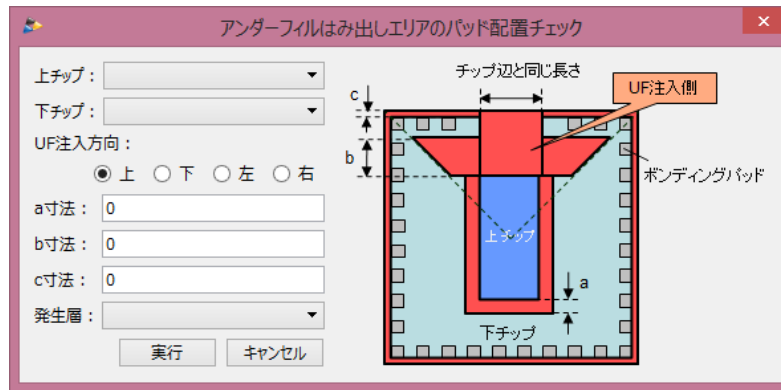 アンダーフィルはみ出しエリアのパッド配置チェック
上チップ：
下チップ：
UF注入方向：
上 下 左 右
a寸法： 0
b寸法： 0
c寸法： 0
発生層：
実行 キャンセル
チップ辺と同じ長さ
UF注入側
c
b
ボンディングパッド
上チップ
a
下チップ